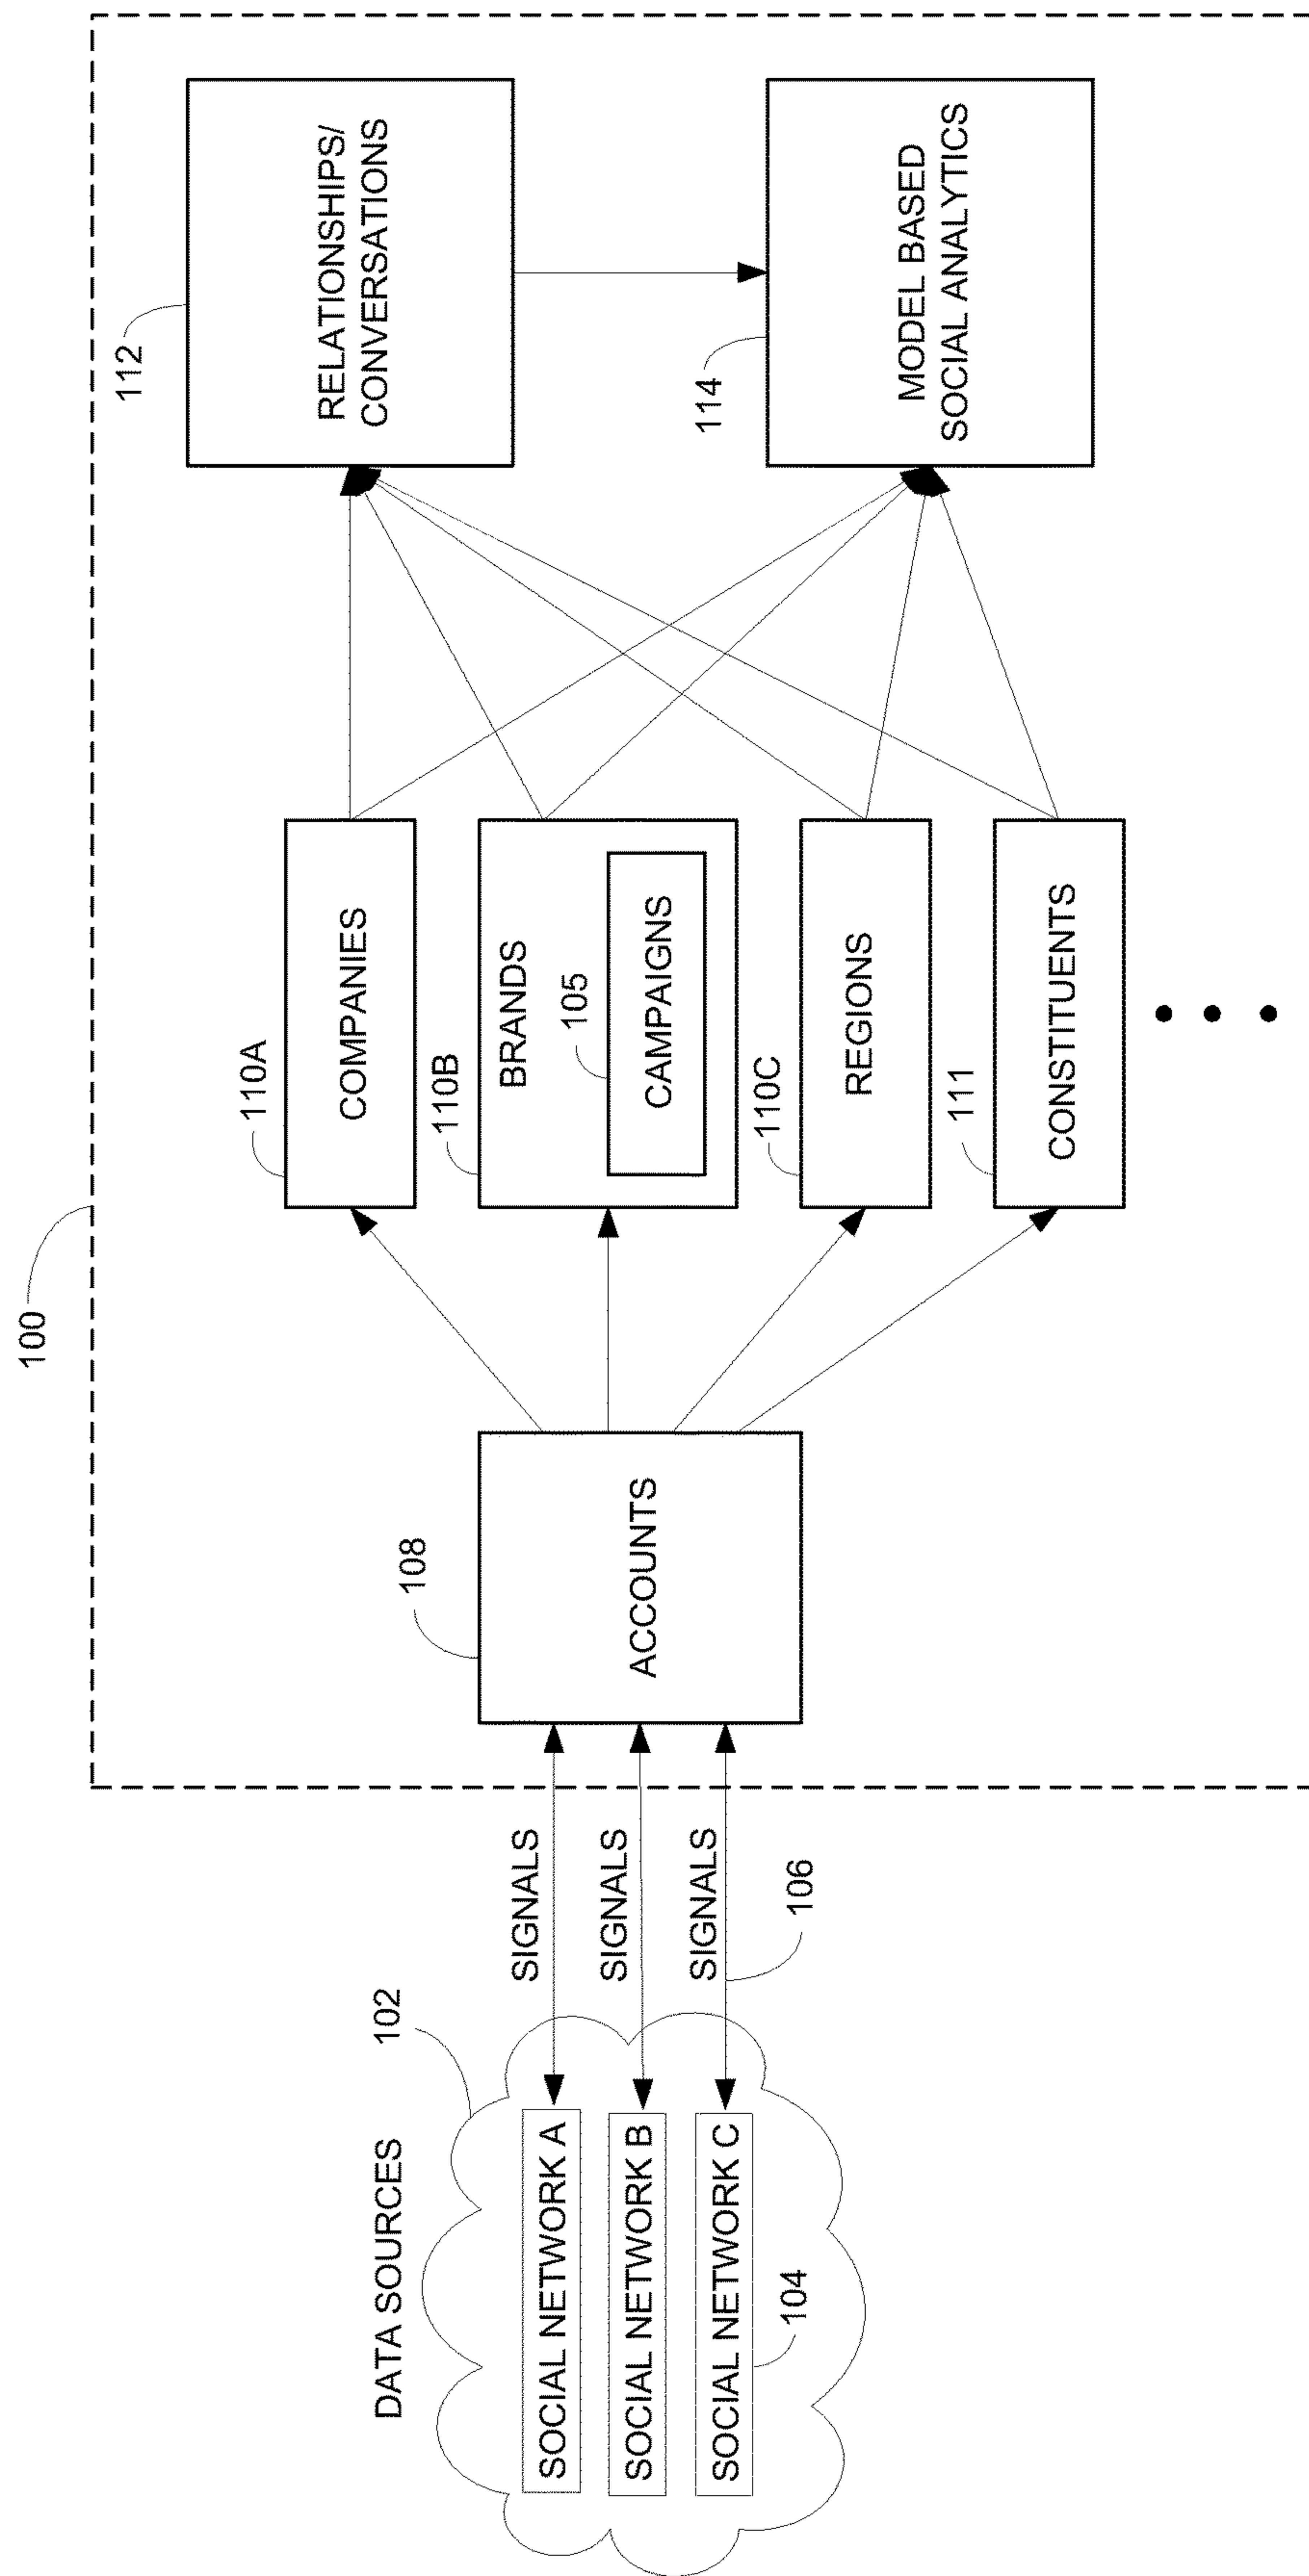 100
DATA SOURCES
102
SOCIAL NETWORK A
SOCIAL NETWORK B
SOCIAL NETWORK C
104
SIGNALS
SIGNALS
SIGNALS
106
108
ACCOUNTS
110A
COMPANIES
110B
BRANDS
105
CAMPAIGNS
110C
REGIONS
111
CONSTITUENTS
112
RELATIONSHIPS/
CONVERSATIONS
114
MODEL BASED
SOCIAL ANALYTICS